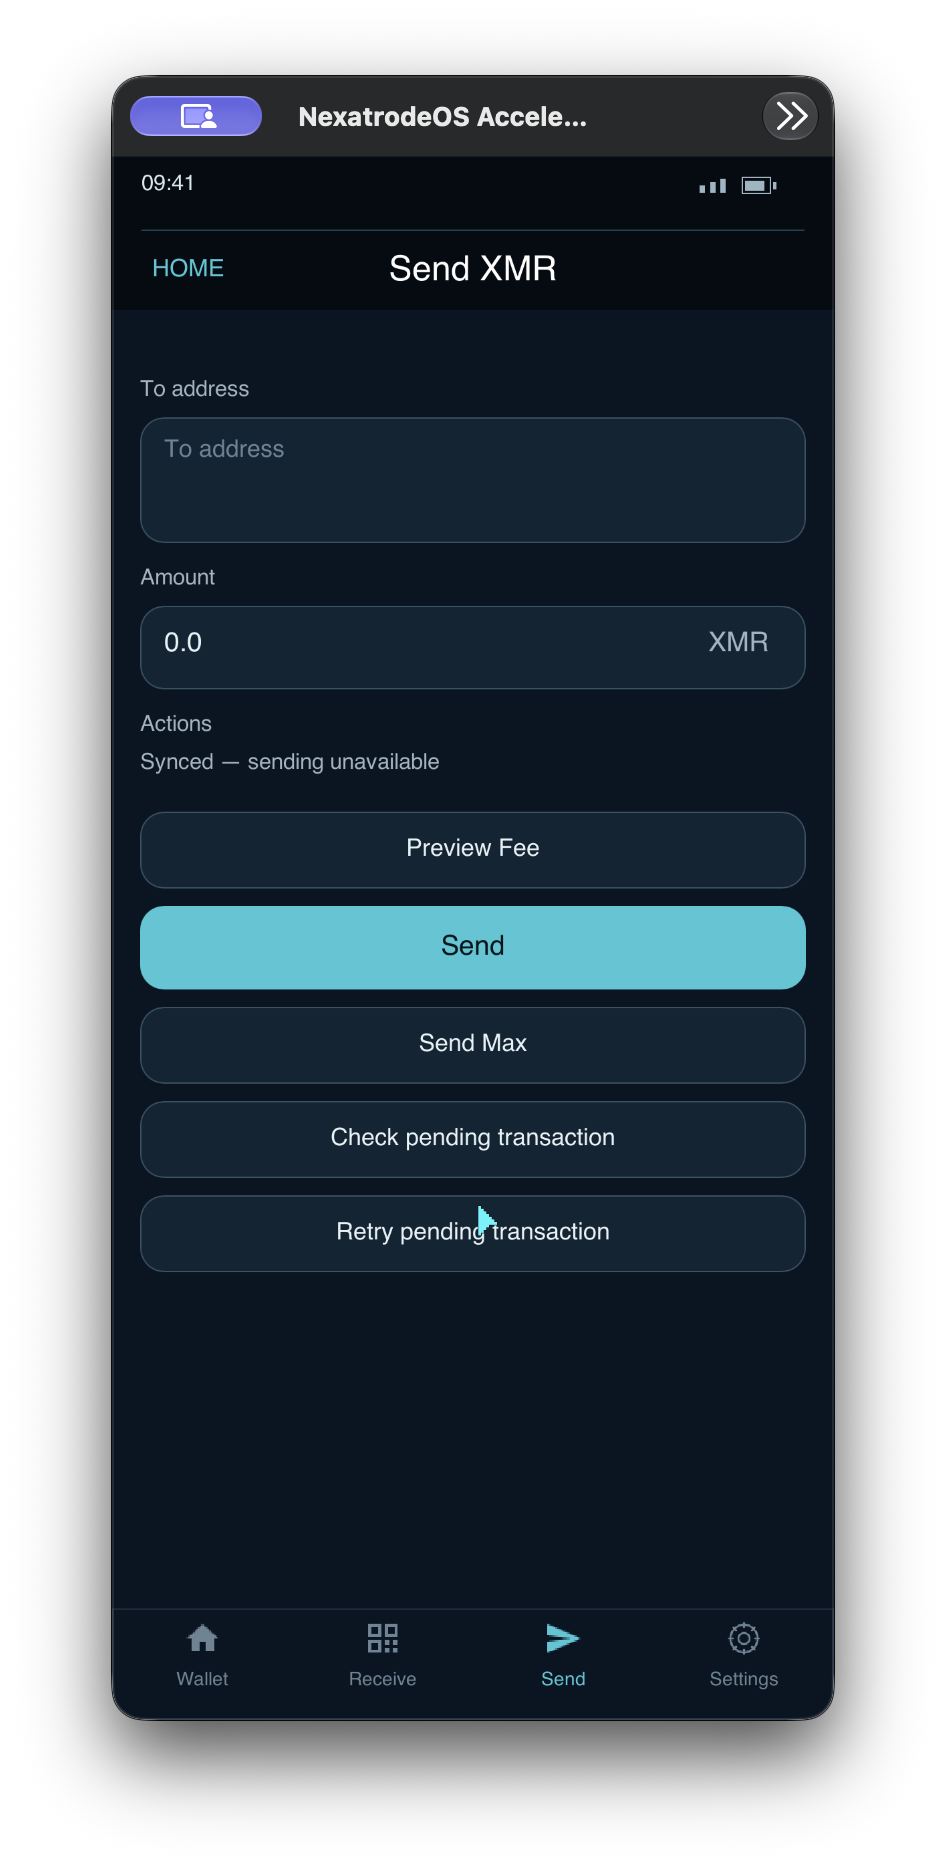 NexatrodeOS Accele...
09:41
HOME
Send XMR
To address
To address
Amount
0.0 XMR
Actions
Synced — sending unavailable
Preview Fee
Send
Send Max
Check pending transaction
Retry pending transaction
Wallet Receive Send Settings